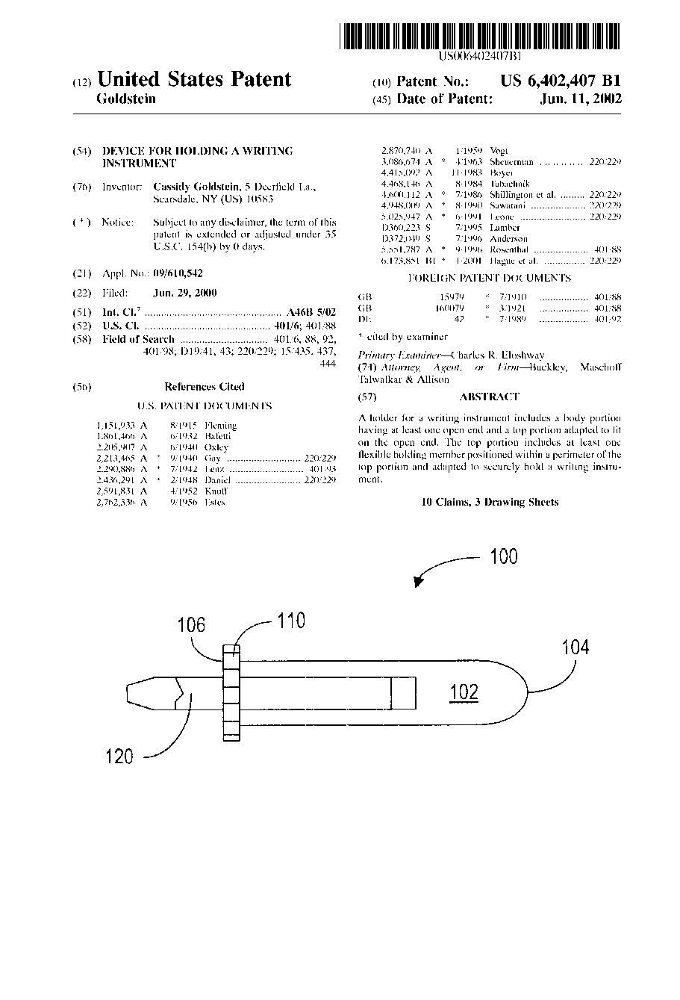 US006402407B1
(12) United States Patent
Goldstein
(10) Patent No.: US 6,402,407 B1
(45) Date of Patent: Jun. 11, 2002
(54) DEVICE FOR HOLDING A WRITING
INSTRUMENT
(76) Inventor: Cassidy Goldstein, 5 Deerfield La.,
Scarsdale, NY (US) 10583
( * ) Notice: Subject to any disclaimer, the term of this
patent is extended or adjusted under 35
U.S.C. 154(b) by 0 days.
(21) Appl. No.: 09/610,542
(22) Filed: Jun. 29, 2000
(51) Int. Cl.7 ................................................. A46B 5/02
(52) U.S. Cl. ............................................. 401/6; 401/88
(58) Field of Search ............................... 401/6, 88, 92,
401/98; D19/41, 43; 220/229; 15/435, 437,
444
(56) References Cited
U.S. PATENT DOCUMENTS
1,151,933 A 8/1915 Fleming
1,861,466 A 6/1932 Bafetti
2,205,907 A 6/1940 Oxley
2,213,465 A * 9/1940 Gay .......................... 220/229
2,290,886 A * 7/1942 Lenz .......................... 401/93
2,436,291 A * 2/1948 Daniel ....................... 220/229
2,591,831 A 4/1952 Knuff
2,762,336 A 9/1956 Estes
2,870,740 A 1/1959 Vogt
3,086,674 A * 4/1963 Scheuerman ............ 220/229
4,415,092 A 11/1983 Boyer
4,468,146 A 8/1984 Tabachnik
4,600,112 A * 7/1986 Shillington et al. ......... 220/229
4,948,009 A * 8/1990 Sawatani ................... 220/229
5,025,947 A * 6/1991 Leone ....................... 220/229
D360,223 S 7/1995 Lamber
D372,049 S 7/1996 Anderson
5,551,787 A * 9/1996 Rosenthal ................... 401/88
6,173,851 B1 * 1/2001 Hague et al. ............... 220/229
FOREIGN PATENT DOCUMENTS
GB 15979 * 7/1910 .................. 401/88
GB 160079 * 3/1921 .................. 401/88
DE 42 * 7/1989 .................. 401/92
* cited by examiner
Primary Examiner—Charles R. Eloshway
(74) Attorney, Agent, or Firm—Buckley, Maschoff
Talwalkar & Allison
(57) ABSTRACT
A holder for a writing instrument includes a body portion
having at least one open end and a top portion adapted to fit
on the open end. The top portion includes at least one
flexible holding member positioned within a perimeter of the
top portion and adapted to securely hold a writing instru-
ment.
10 Claims, 3 Drawing Sheets
100
106
110
104
102
120